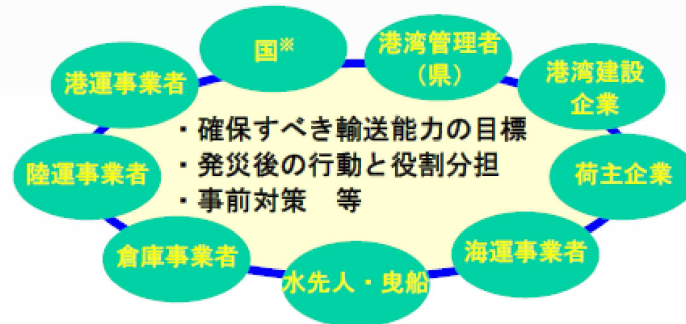 国※
港湾管理者
（県）
港湾建設
企業
港運事業者
・確保すべき輸送能力の目標
・発災後の行動と役割分担
・事前対策　等
陸運事業者
荷主企業
倉庫事業者
海運事業者
水先人・曳船